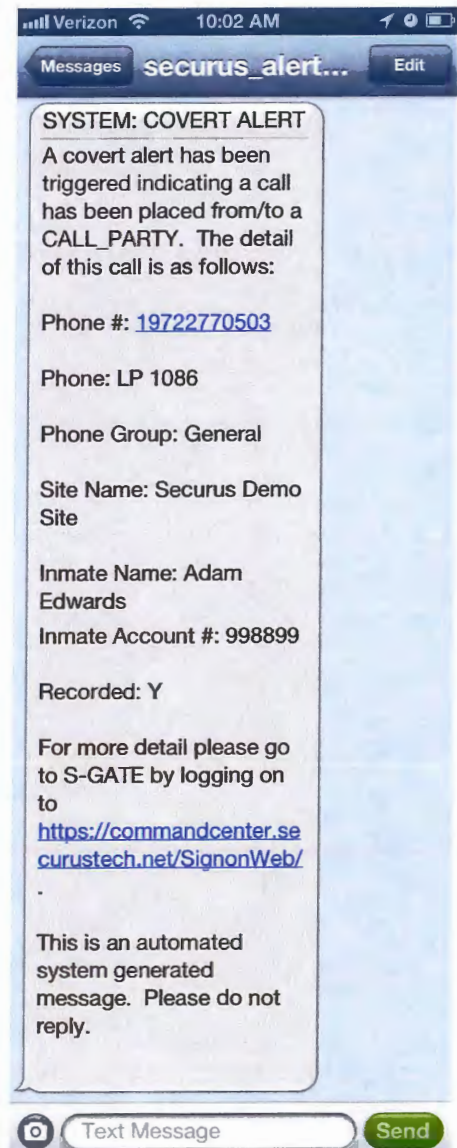 Verizon 10:02 AM
Messages securus_alert... Edit
SYSTEM: COVERT ALERT
A covert alert has been
triggered indicating a call
has been placed from/to a
CALL_PARTY. The detail
of this call is as follows:
Phone #: 19722770503
Phone: LP 1086
Phone Group: General
Site Name: Securus Demo
Site
Inmate Name: Adam
Edwards
Inmate Account #: 998899
Recorded: Y
For more detail please go
to S-GATE by logging on
to
https://commandcenter.se
curustech.net/SignonWeb/
.
This is an automated
system generated
message. Please do not
reply.
Text Message Send